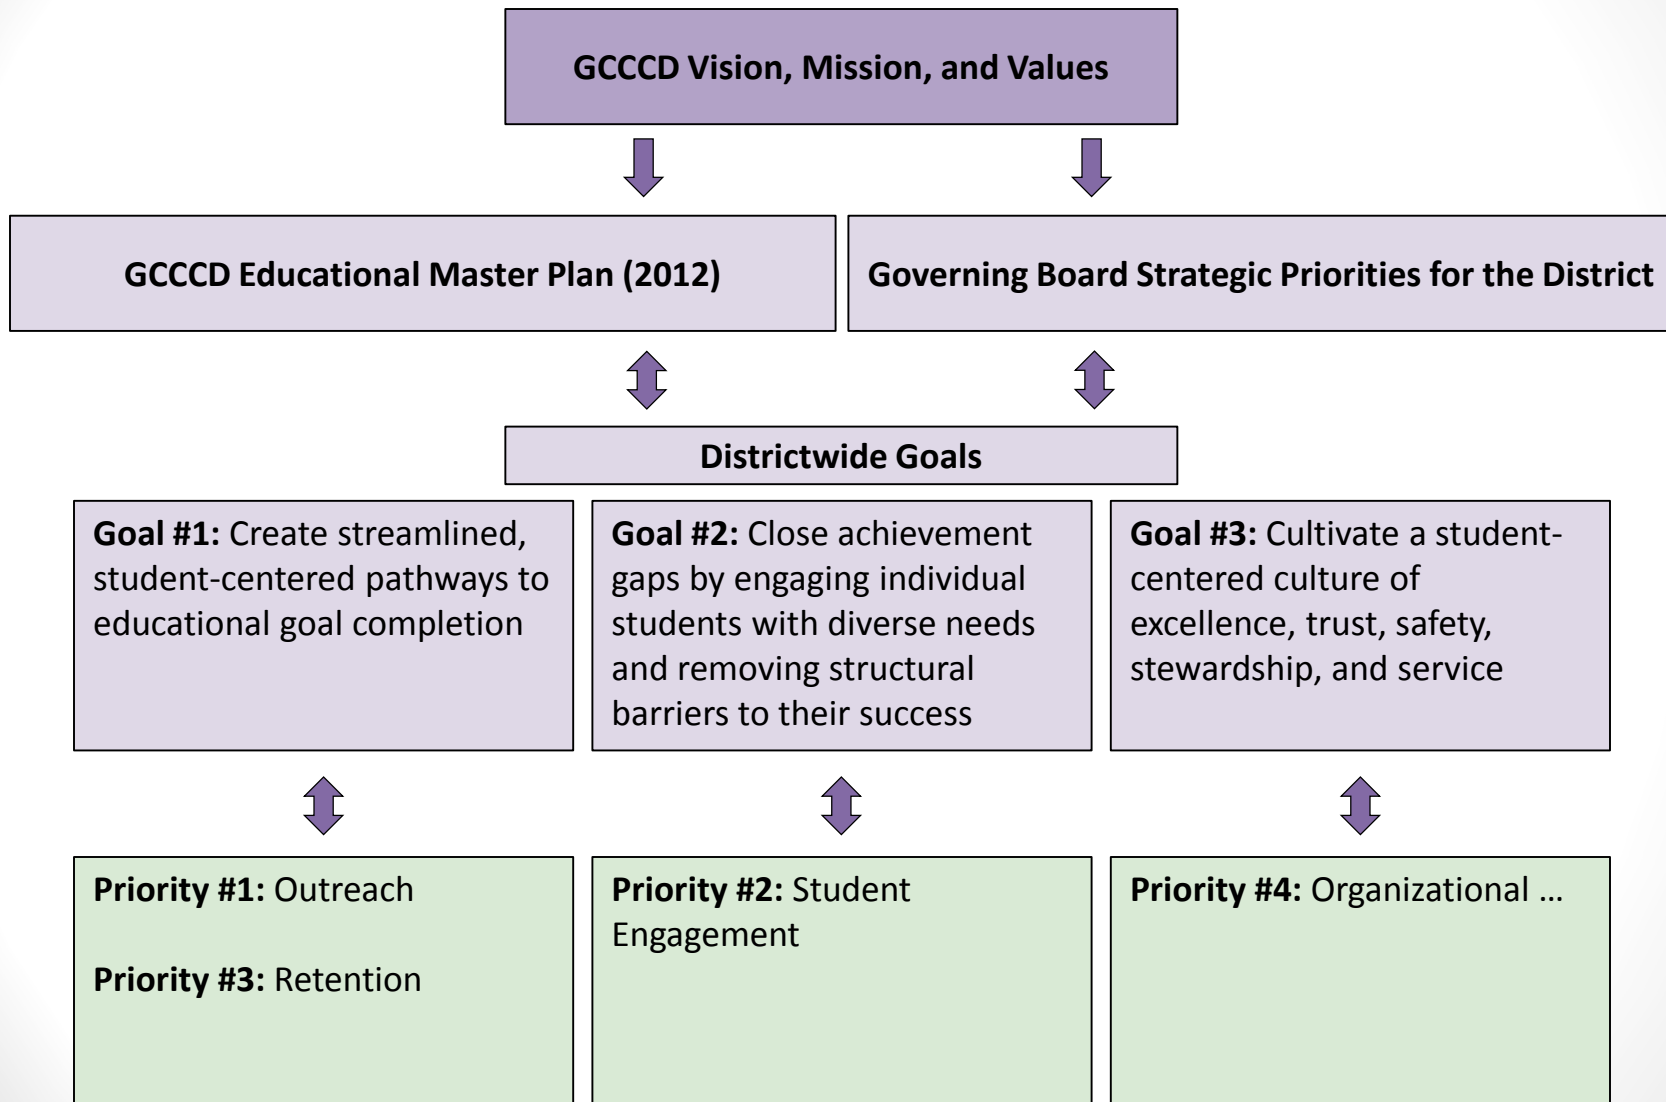 GCCCD Vision, Mission, and Values
GCCCD Educational Master Plan (2012)
Governing Board Strategic Priorities for the District
Districtwide Goals
Goal #1: Create streamlined,
student-centered pathways to
educational goal completion
Goal #2: Close achievement
gaps by engaging individual
students with diverse needs
and removing structural
barriers to their success
Goal #3: Cultivate a student-
centered culture of
excellence, trust, safety,
stewardship, and service
Priority #1: Outreach
Priority #3: Retention
Priority #2: Student
Engagement
Priority #4: Organizational …